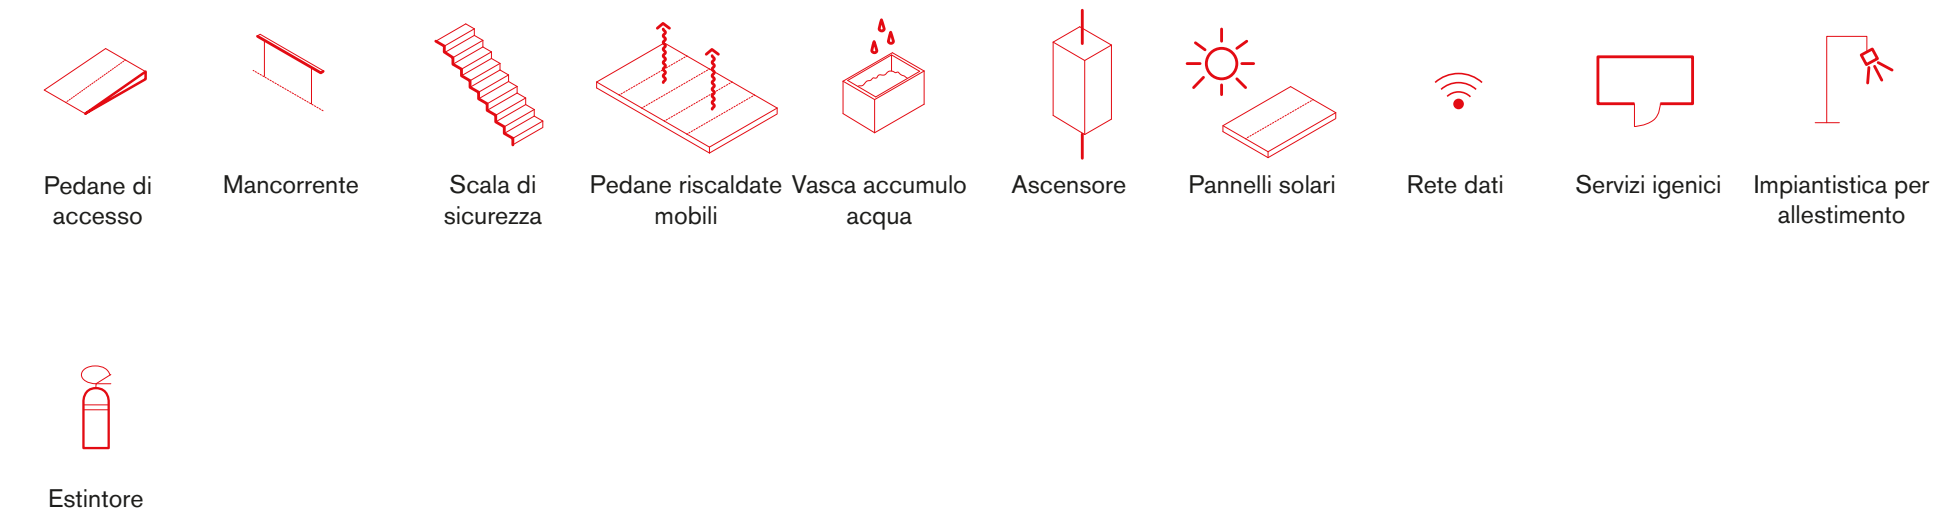 Pedane di
accesso
Mancorrente
Scala di
sicurezza
Pedane riscaldate
mobili
Vasca accumulo
acqua
Ascensore
Pannelli solari
Rete dati
Servizi igenici
Impiantistica per
allestimento
Estintore